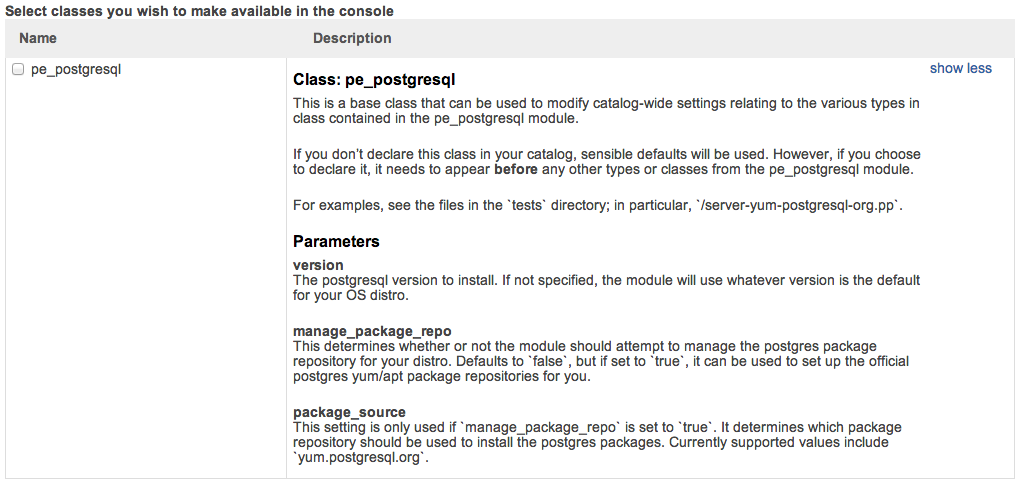 Select classes you wish to make available in the console
Name Description
pe_postgresql
Class: pe_postgresql
show less
This is a base class that can be used to modify catalog-wide settings relating to the various types in
class contained in the pe_postgresql module.
If you don’t declare this class in your catalog, sensible defaults will be used. However, if you choose
to declare it, it needs to appear before any other types or classes from the pe_postgresql module.
For examples, see the files in the `tests` directory; in particular, `/server-yum-postgresql-org.pp`.
Parameters
version
The postgresql version to install. If not specified, the module will use whatever version is the default
for your OS distro.
manage_package_repo
This determines whether or not the module should attempt to manage the postgres package
repository for your distro. Defaults to `false`, but if set to `true`, it can be used to set up the official
postgres yum/apt package repositories for you.
package_source
This setting is only used if `manage_package_repo` is set to `true`. It determines which package
repository should be used to install the postgres packages. Currently supported values include
`yum.postgresql.org`.